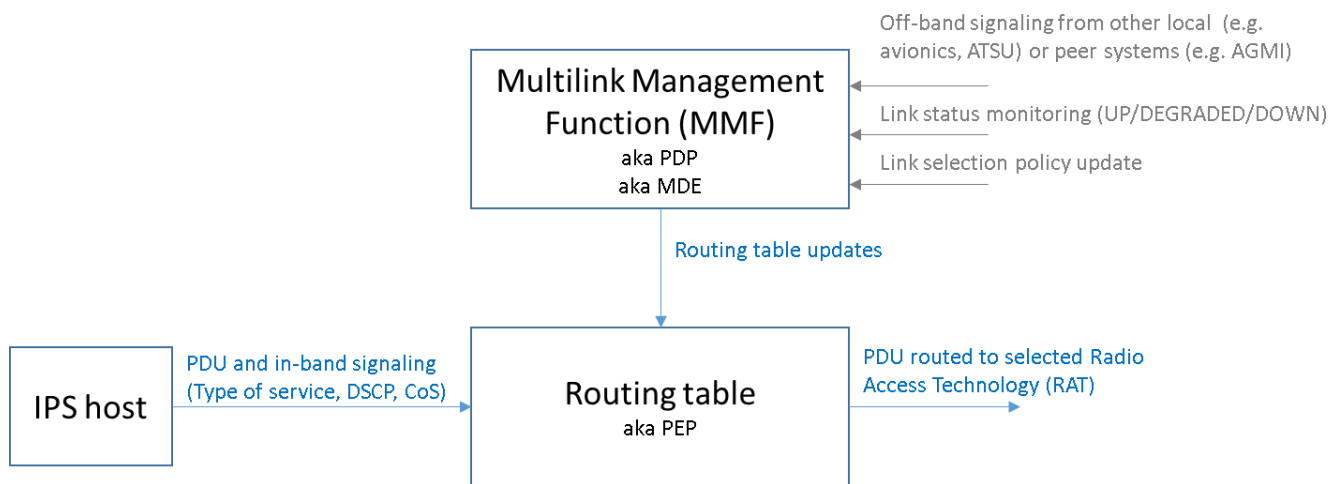 Off-band signaling from other local  (e.g.
avionics, ATSU) or peer systems (e.g. AGMI)
Multilink Management
Function (MMF)
aka PDP
aka MDE
Link status monitoring (UP/DEGRADED/DOWN)
Link selection policy update
Routing table updates
IPS host
PDU and in-band signaling
(Type of service, DSCP, CoS)
Routing table
aka PEP
PDU routed to selected Radio
Access Technology (RAT)